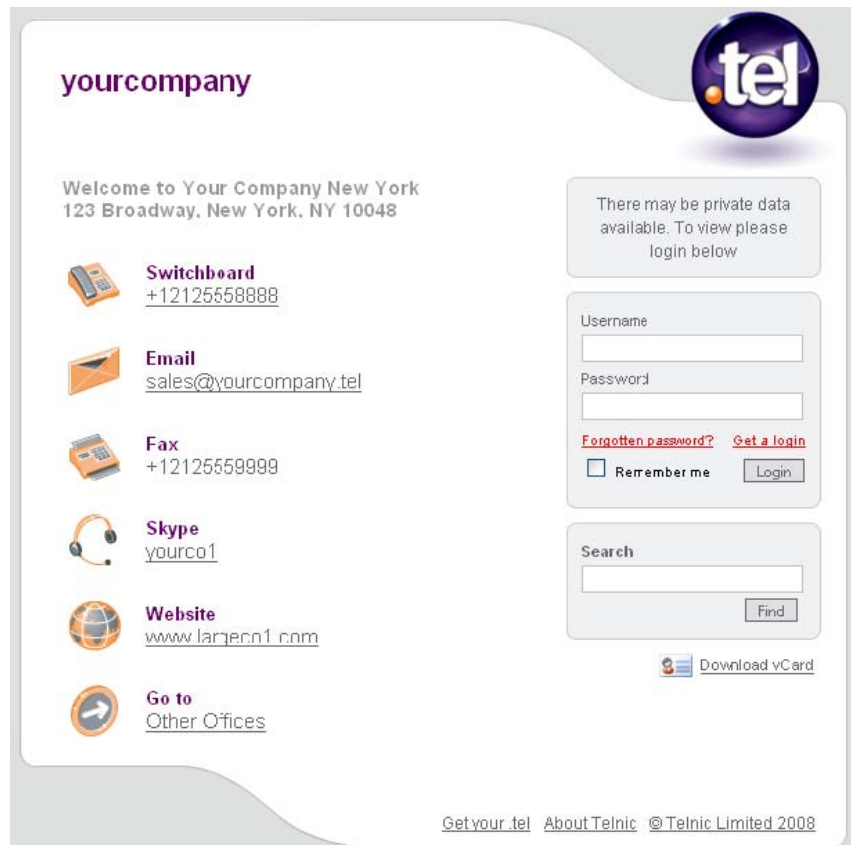 yourcompany
.tel
Welcome to Your Company New York
123 Broadway, New York, NY 10048
Switchboard
+12125558888
Email
sales@yourcompany.tel
Fax
+12125559999
Skype
yourco1
Website
www.largeco1.com
Go to
Other Offices
There may be private data
available. To view please
login below
Username
Password
Forgotten password? Get a login
Remember me Login
Search
Find
Download vCard
Get your .tel About Telnic © Telnic Limited 2008